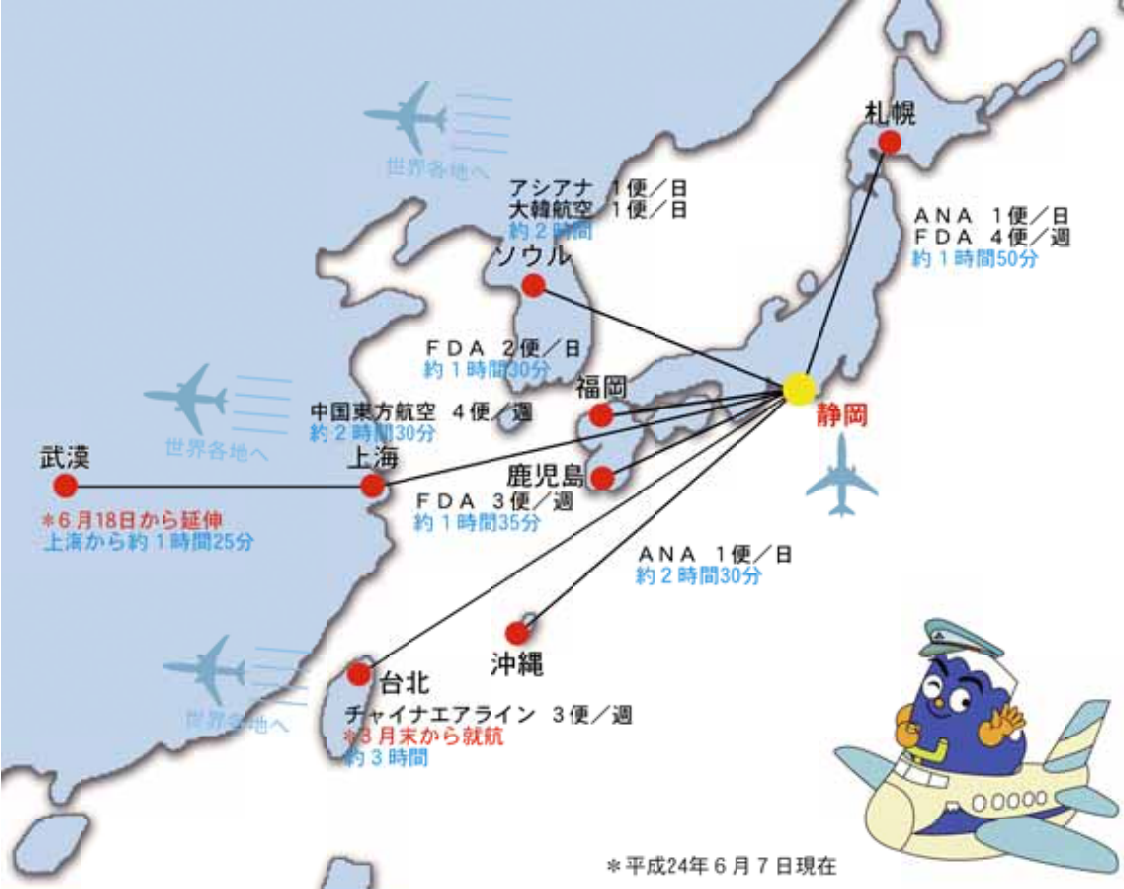 札幌
世界各地へ
アシアナ １便／日
大韓航空 １便／日
約２時間
ソウル
ＡＮＡ １便／日
ＦＤＡ ４便／週
約１時間50分
ＦＤＡ ２便／日
約１時間30分
福岡
静岡
中国東方航空 ４便／週
約２時間30分
世界各地へ
武漢
上海
鹿児島
ＦＤＡ ３便／週
約１時間35分
＊６月18日から延伸
上海から約１時間25分
ＡＮＡ １便／日
約２時間30分
沖縄
台北
世界各地へ
チャイナエアライン ３便／週
＊３月末から就航
約３時間
＊平成24年６月７日現在